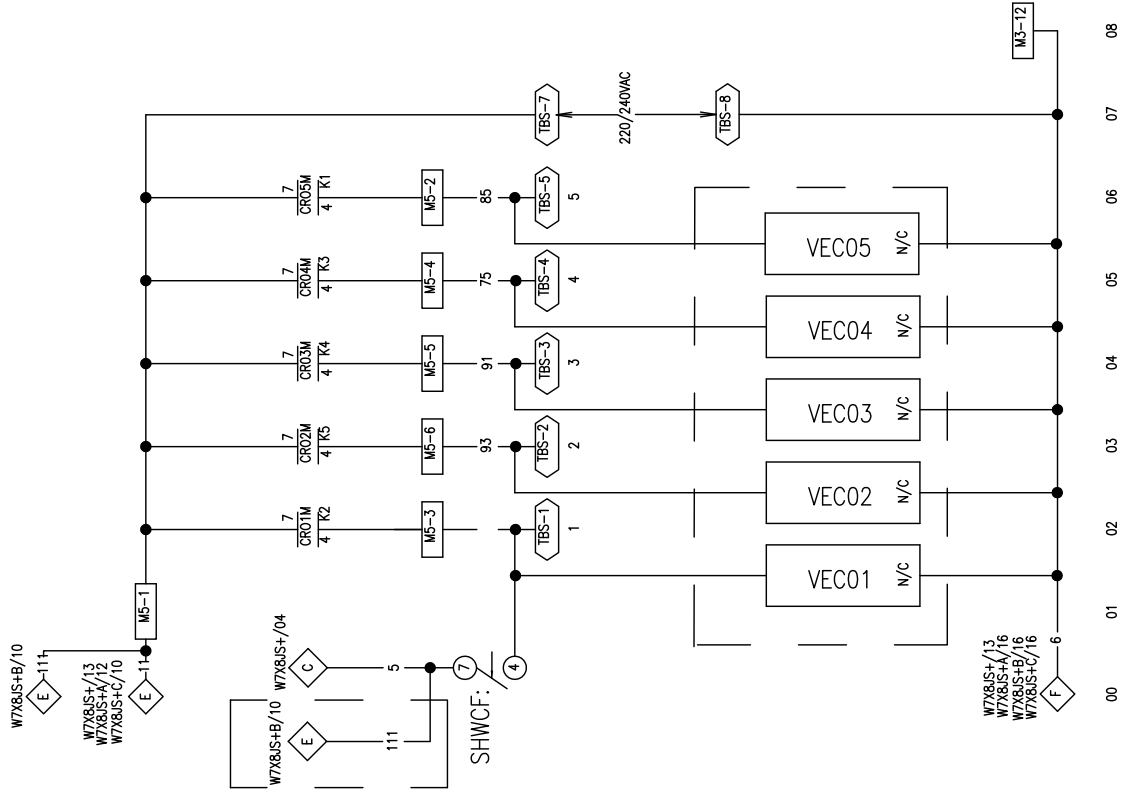 W7X8JS+B/10
E
111
W7X8JS+/13
W7X8JS+A/12
W7X8JS+C/10
E
11
M5-1
7
CR01M
4 K2
M5-3
TBS-1
1
7
CR02M
4 K5
M5-6
93
TBS-2
2
7
CR03M
4 K4
M5-5
91
TBS-3
3
7
CR04M
4 K3
M5-4
75
TBS-4
4
7
CR05M
4 K1
M5-2
85
TBS-5
5
TBS-7
220/240VAC
TBS-8
M3-12
W7X8JS+/04
C
5
W7X8JS+B/10
E
111
SHWCF:
7
4
VEC01
N/C
VEC02
N/C
VEC03
N/C
VEC04
N/C
VEC05
N/C
W7X8JS+/13
W7X8JS+A/16
W7X8JS+B/16
W7X8JS+C/16
F
6
00
01
02
03
04
05
06
07
08